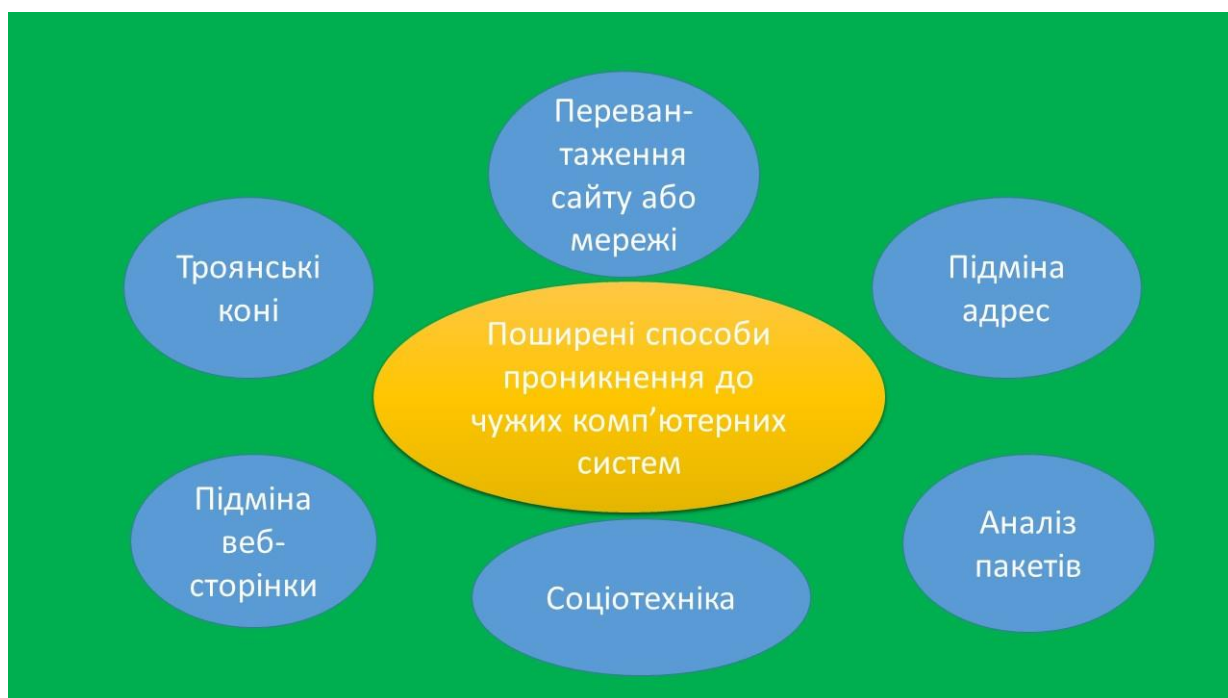 Переван-
таження
сайту або
мережі
Троянські
коні
Підміна
адрес
Поширені способи
проникнення до
чужих комп’ютерних
систем
Підміна
веб-
сторінки
Соціотехніка
Аналіз
пакетів